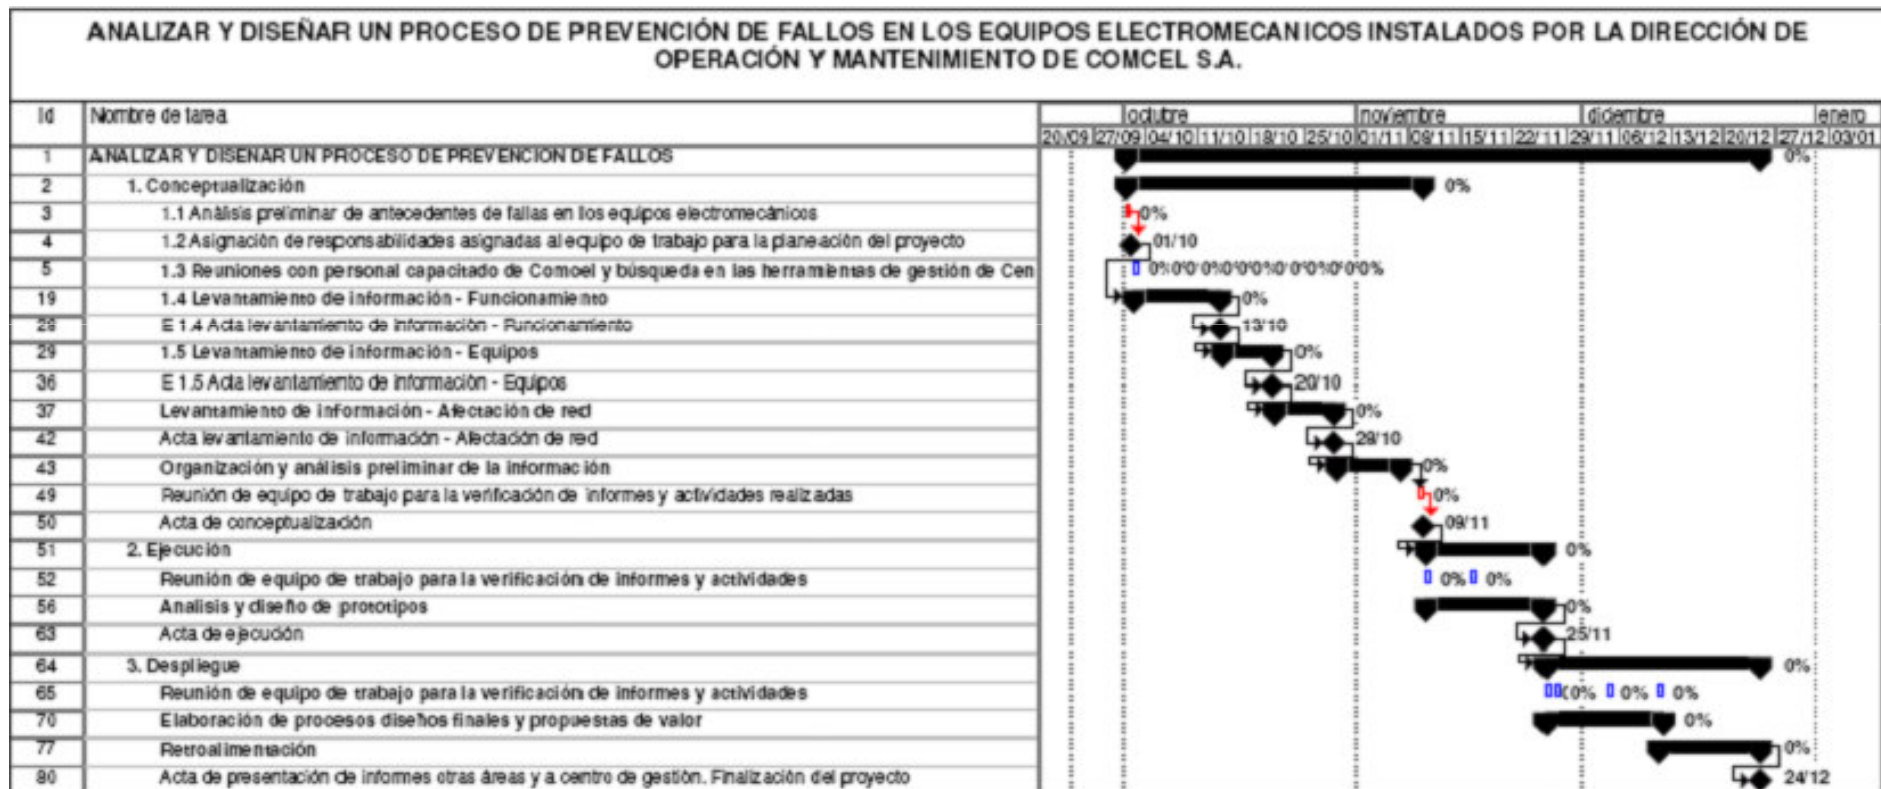 ANALIZAR Y DISEÑAR UN PROCESO DE PREVENCIÓN DE FALLOS EN LOS EQUIPOS ELECTROMECANICOS INSTALADOS POR LA DIRECCIÓN DE
OPERACIÓN Y MANTENIMIENTO DE COMCEL S.A.
Id Nombre de tarea octubre noviembre diciembre enero
20/09 27/09 04/10 11/10 18/10 25/10 01/11 08/11 15/11 22/11 29/11 06/12 13/12 20/12 27/12 03/01
1 ANALIZAR Y DISEÑAR UN PROCESO DE PREVENCION DE FALLOS 0%
2 1. Conceptualización 0%
3 1.1 Análisis preliminar de antecedentes de fallas en los equipos electromecánicos 0%
4 1.2 Asignación de responsabilidades asignadas al equipo de trabajo para la planeación del proyecto 01/10
5 1.3 Reuniones con personal capacitado de Comcel y búsqueda en las herramientas de gestión de Cen
19 1.4 Levantamiento de información - Funcionamiento 0%
28 E 1.4 Acta levantamiento de información - Funcionamiento 13/10
29 1.5 Levantamiento de información - Equipos 0%
36 E 1.5 Acta levantamiento de información - Equipos 20/10
37 Levantamiento de información - Afectación de red 0%
42 Acta levantamiento de información - Afectación de red 28/10
43 Organización y análisis preliminar de la información 0%
49 Reunión de equipo de trabajo para la verificación de informes y actividades realizadas 0%
50 Acta de conceptualización 09/11
51 2. Ejecución 0%
52 Reunión de equipo de trabajo para la verificación de informes y actividades 0% 0%
56 Analisis y diseño de prototipos 0%
63 Acta de ejecución 25/11
64 3. Despliegue 0%
65 Reunión de equipo de trabajo para la verificación de informes y actividades 0% 0% 0%
70 Elaboración de procesos diseños finales y propuestas de valor 0%
77 Retroalimentación 0%
80 Acta de presentación de informes otras áreas y a centro de gestión. Finalización del proyecto 24/12